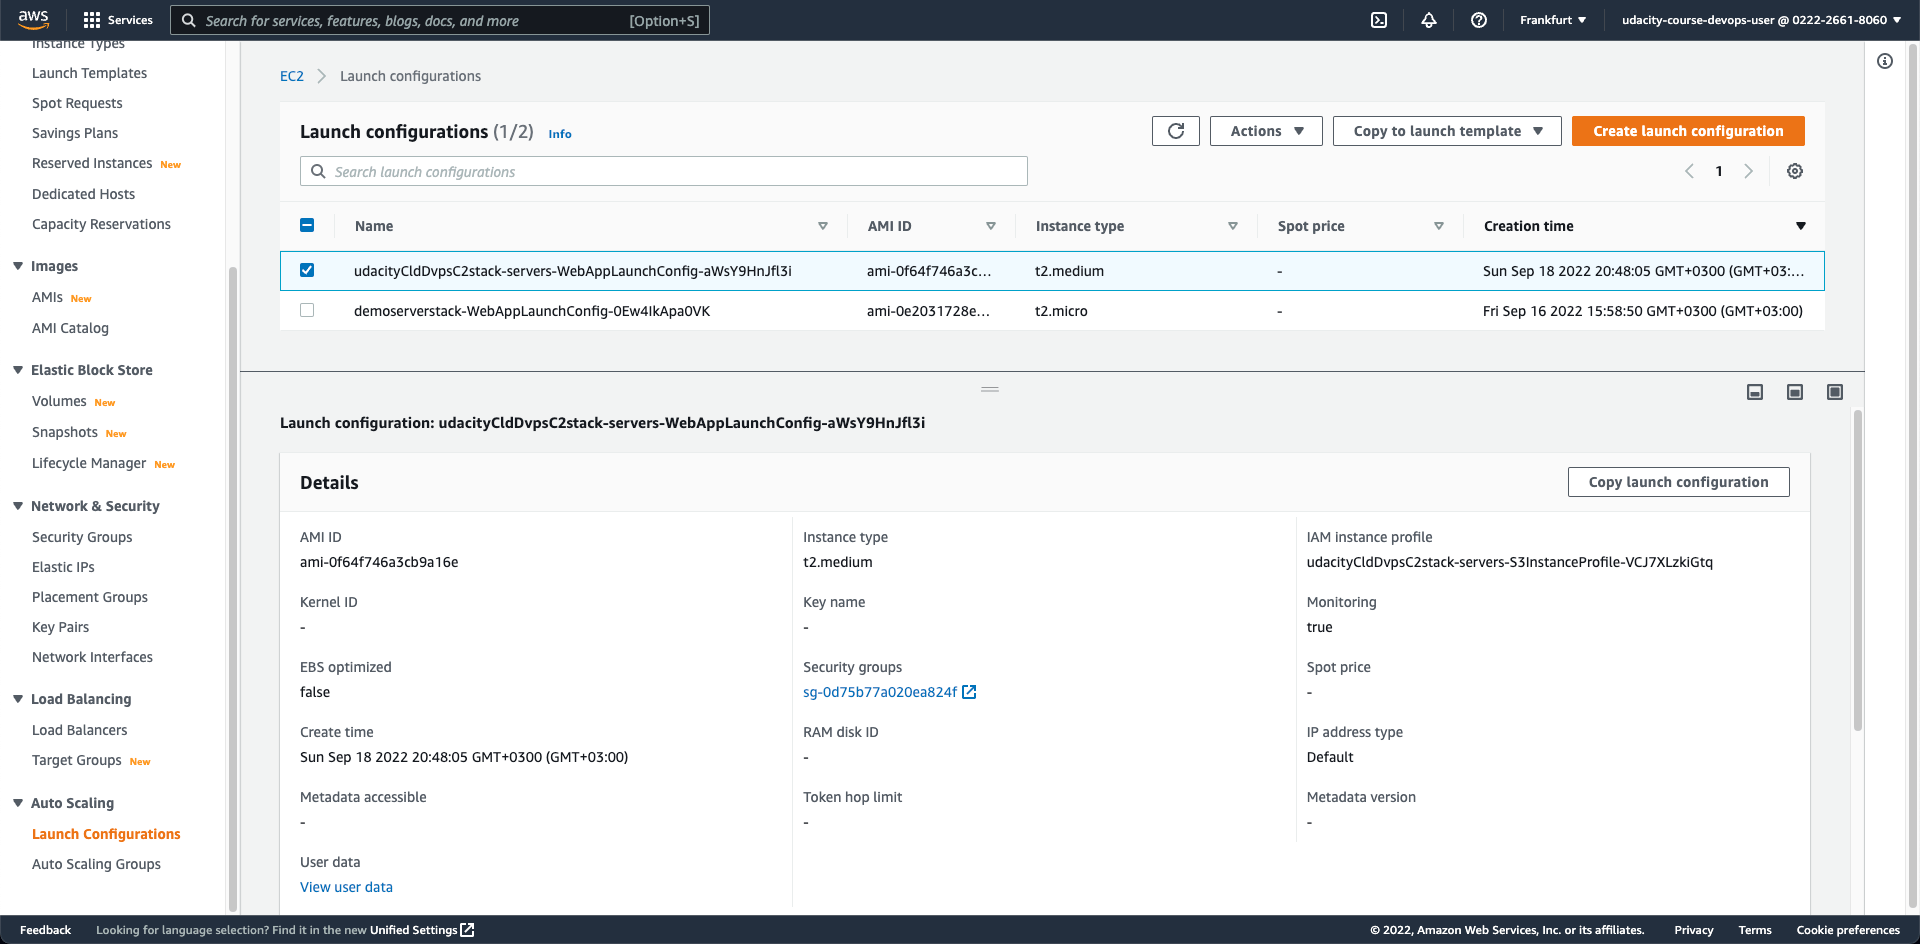 aws
Services
Search for services, features, blogs, docs, and more
[Option+S]
Frankfurt
udacity-course-devops-user @ 0222-2661-8060
Instance Types
Launch Templates
Spot Requests
Savings Plans
Reserved Instances New
Dedicated Hosts
Capacity Reservations
Images
AMIs New
AMI Catalog
Elastic Block Store
Volumes New
Snapshots New
Lifecycle Manager New
Network & Security
Security Groups
Elastic IPs
Placement Groups
Key Pairs
Network Interfaces
Load Balancing
Load Balancers
Target Groups New
Auto Scaling
Launch Configurations
Auto Scaling Groups
EC2 Launch configurations
Launch configurations (1/2) Info
Actions
Copy to launch template
Create launch configuration
Search launch configurations
1
Name AMI ID Instance type Spot price Creation time
udacityCldDvpsC2stack-servers-WebAppLaunchConfig-aWsY9HnJfl3i ami-0f64f746a3c... t2.medium - Sun Sep 18 2022 20:48:05 GMT+0300 (GMT+03:...
demoserverstack-WebAppLaunchConfig-0Ew4IkApa0VK ami-0e2031728e... t2.micro - Fri Sep 16 2022 15:58:50 GMT+0300 (GMT+03:00)
Launch configuration: udacityCldDvpsC2stack-servers-WebAppLaunchConfig-aWsY9HnJfl3i
Details
Copy launch configuration
AMI ID
ami-0f64f746a3cb9a16e
Instance type
t2.medium
IAM instance profile
udacityCldDvpsC2stack-servers-S3InstanceProfile-VCJ7XLzkiGtq
Kernel ID
-
Key name
-
Monitoring
true
EBS optimized
false
Security groups
sg-0d75b77a020ea824f
Spot price
-
Create time
Sun Sep 18 2022 20:48:05 GMT+0300 (GMT+03:00)
RAM disk ID
-
IP address type
Default
Metadata accessible
-
Token hop limit
-
Metadata version
-
User data
View user data
Feedback
Looking for language selection? Find it in the new Unified Settings
© 2022, Amazon Web Services, Inc. or its affiliates.
Privacy
Terms
Cookie preferences